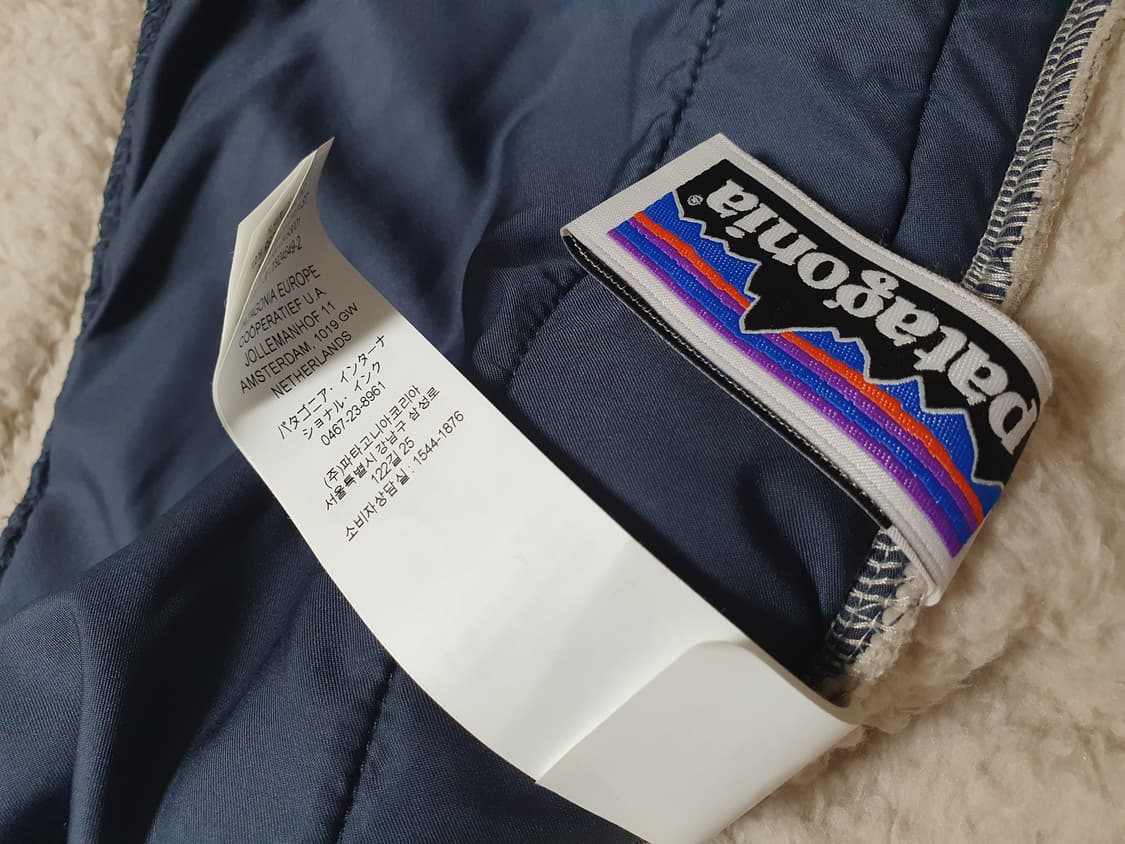 patagonia®
PATAGONIA EUROPE
COÖPERATIEF U.A.
JOLLEMANHOF 11
AMSTERDAM, 1019 GW
NETHERLANDS
パタゴニア・インターナ
ショナル・インク
0467-23-8961
(주)파타고니아코리아
서울특별시 강남구 삼성로
122길 25
소비자상담실 : 1544-1876